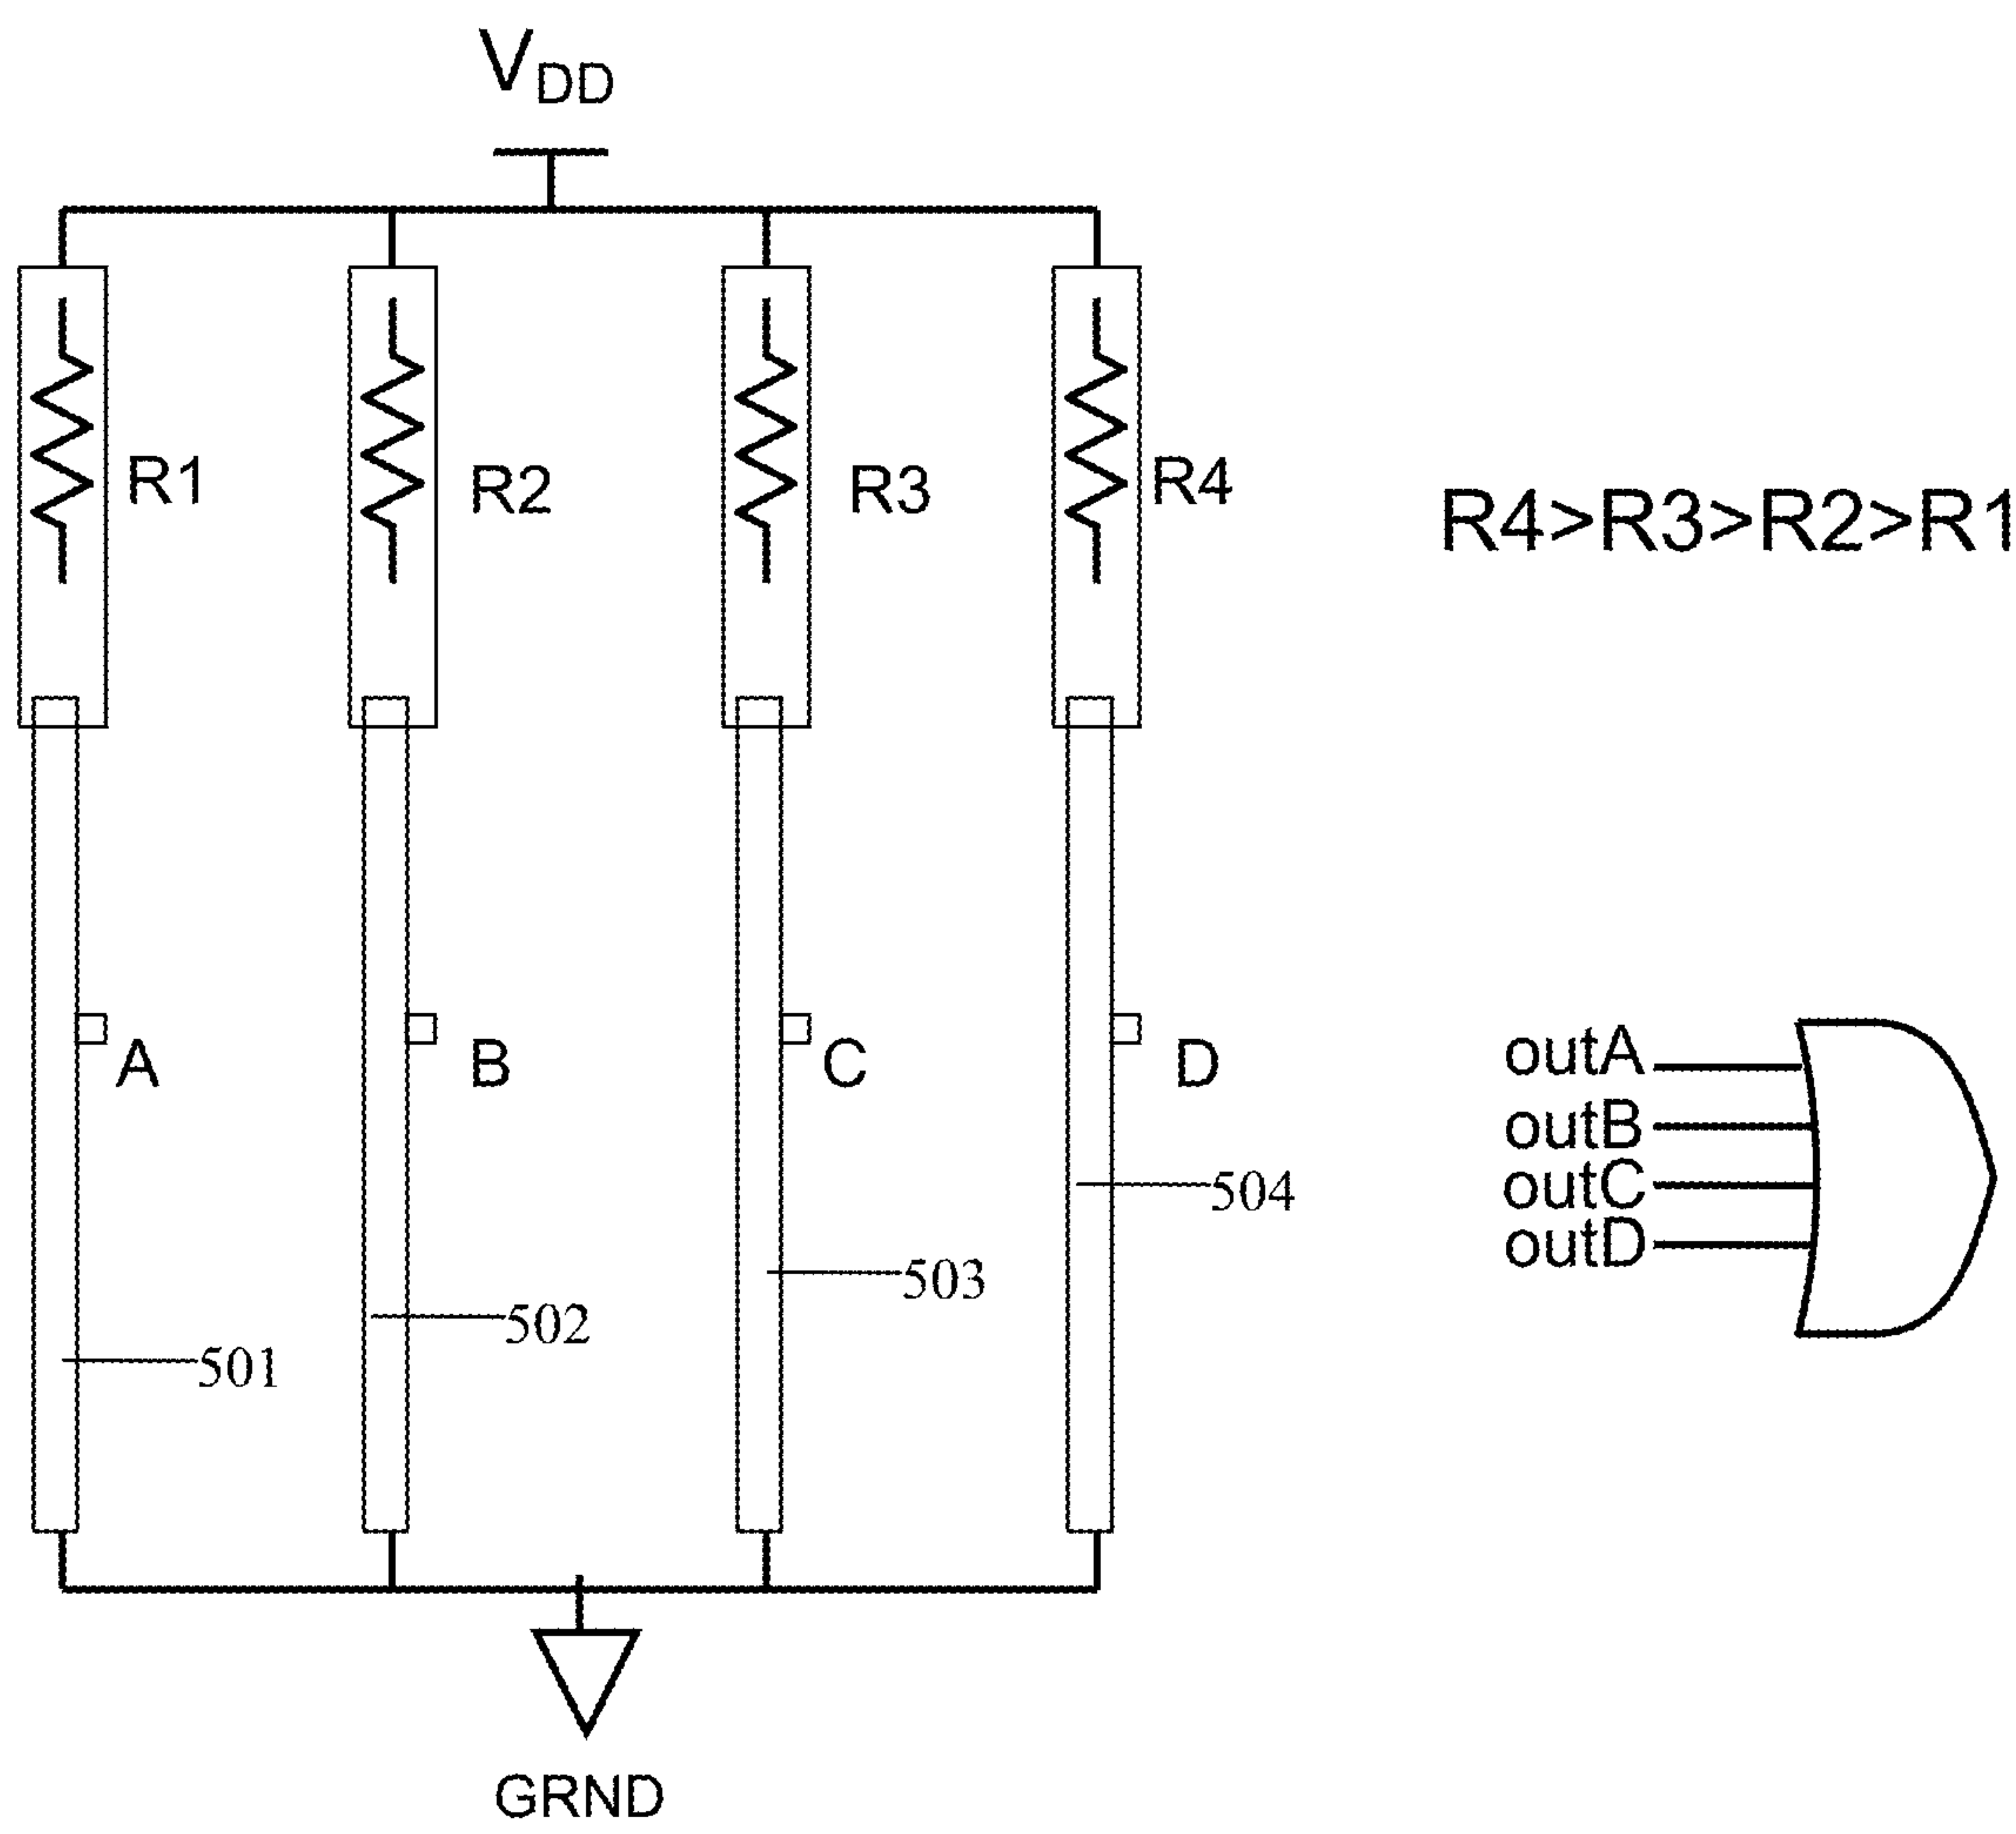 VDD
R1
R2
R3
R4
R4>R3>R2>R1
A
B
C
D
outA
outB
outC
outD
504
503
502
501
GRND